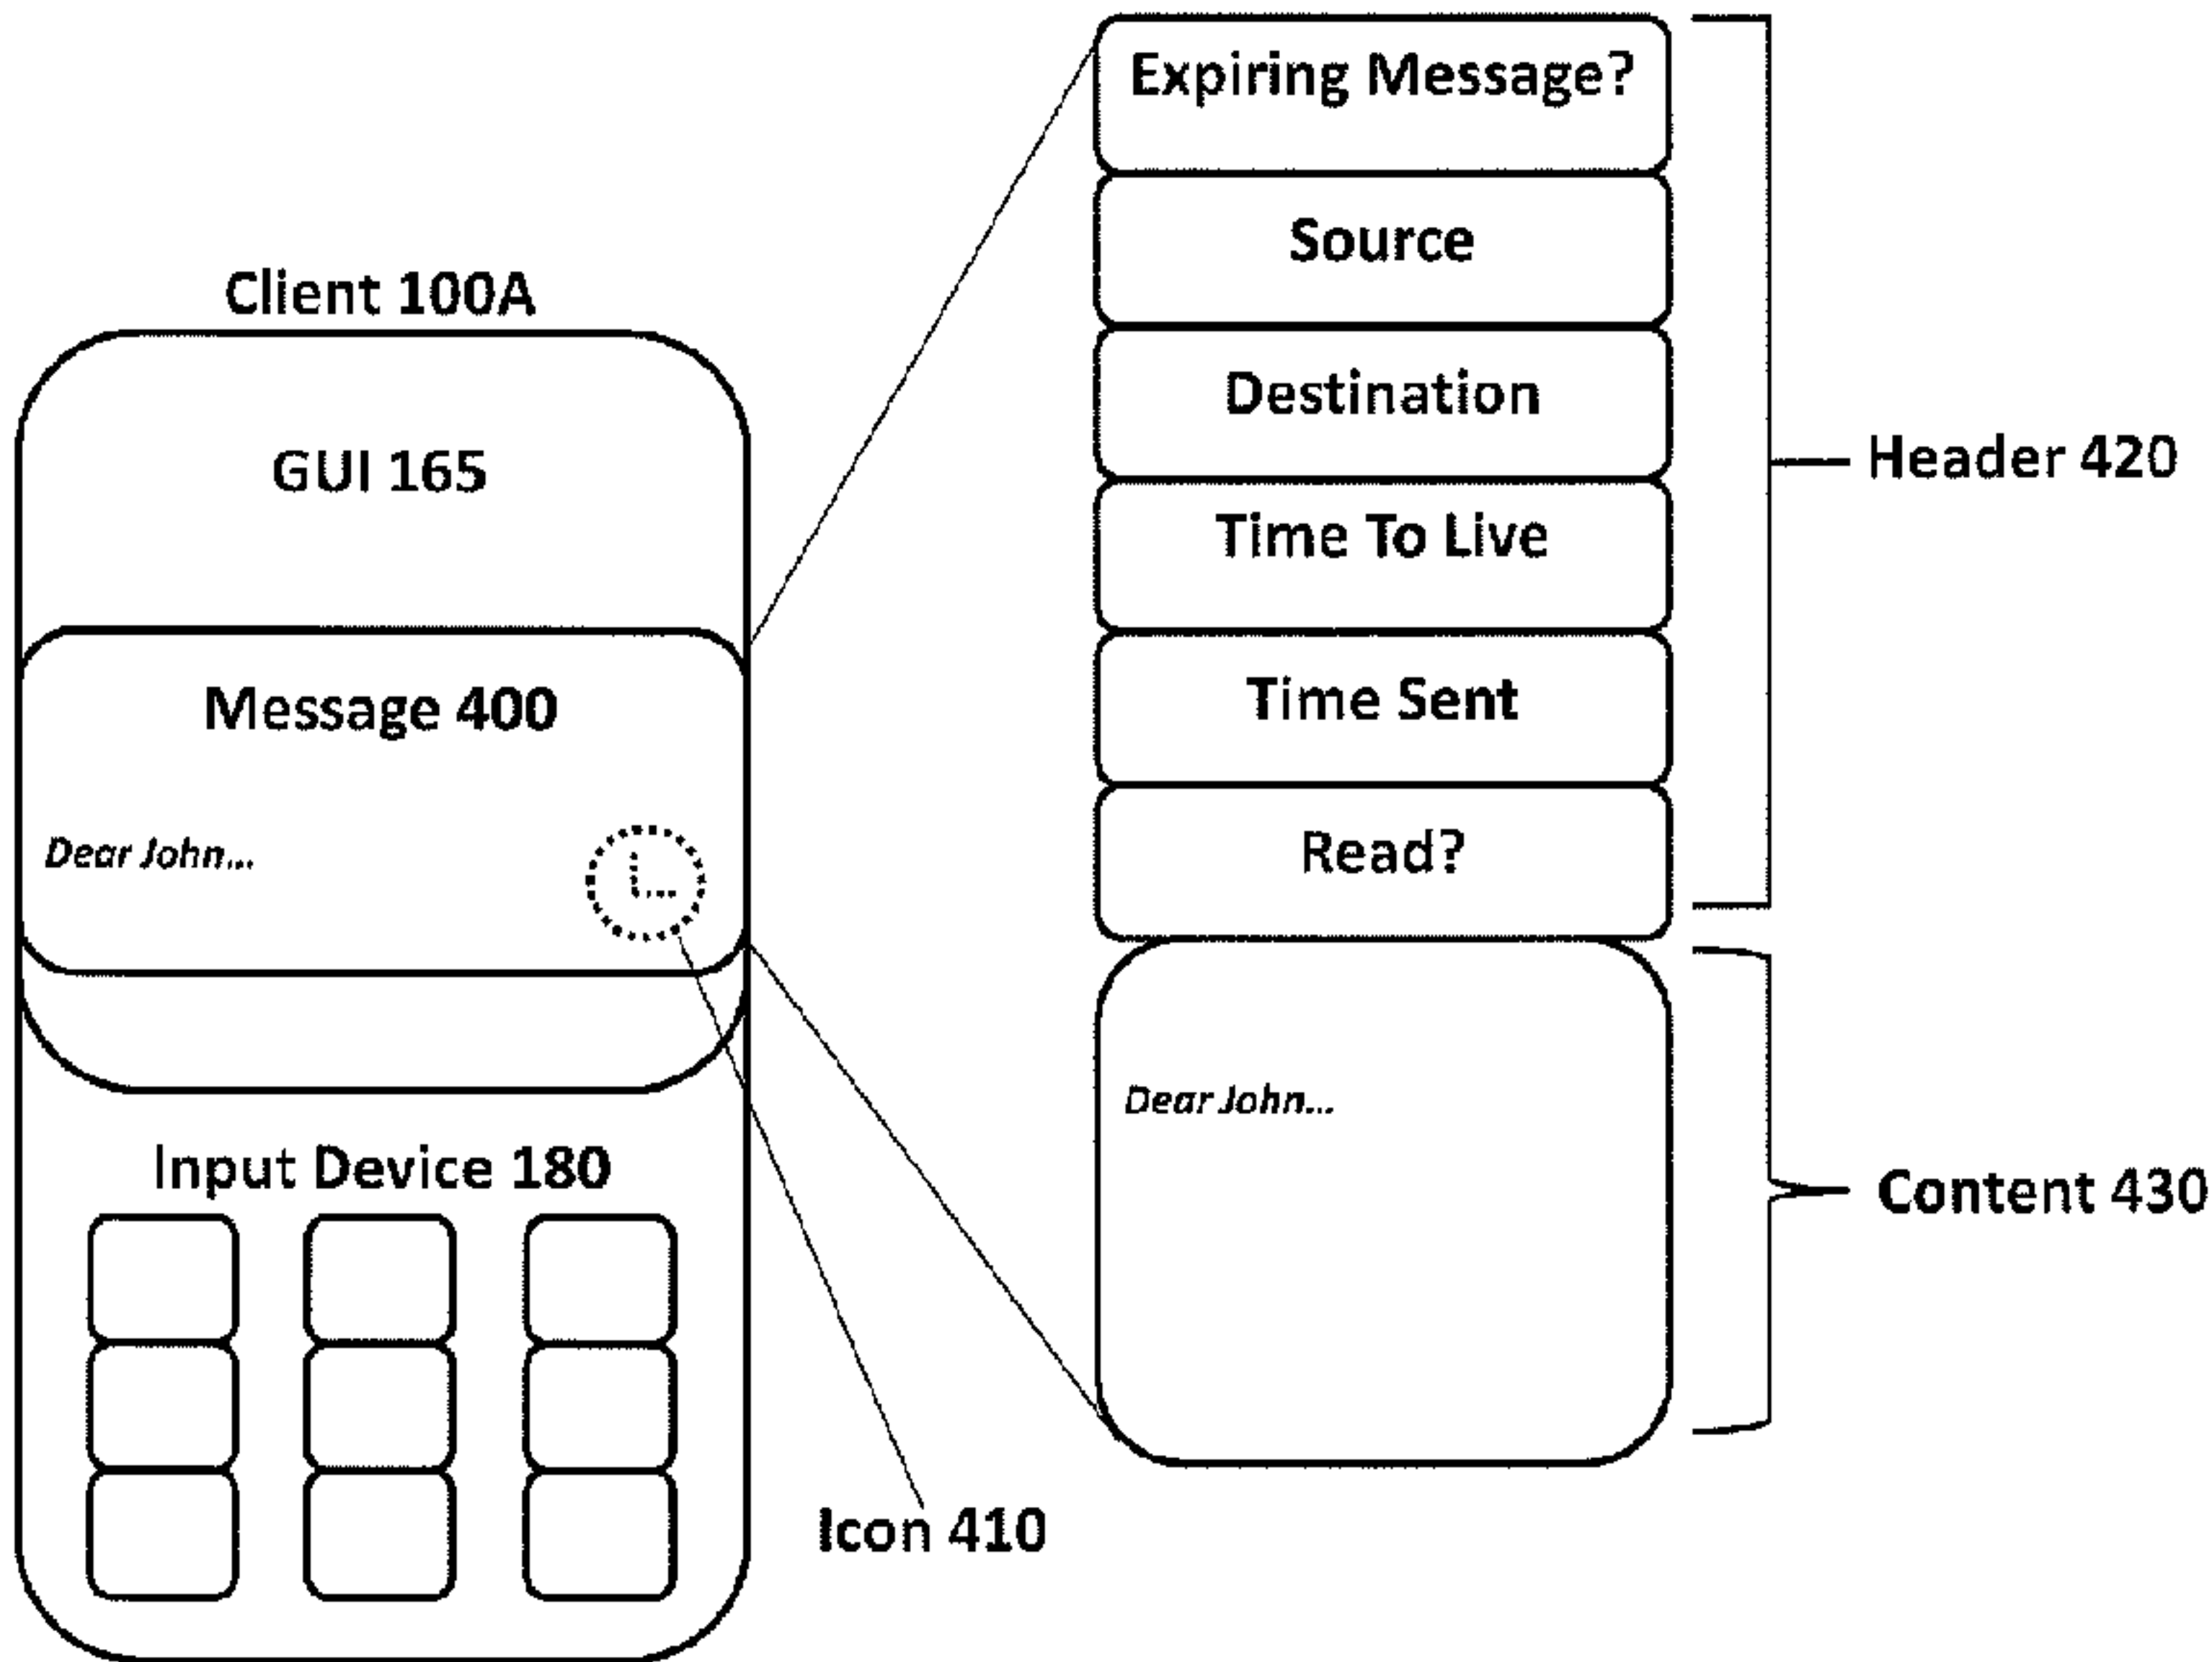 Client 100A
GUI 165
Message 400
Dear John...
Input Device 180
Icon 410
Expiring Message?
Source
Destination
Time To Live
Time Sent
Read?
Header 420
Dear John...
Content 430